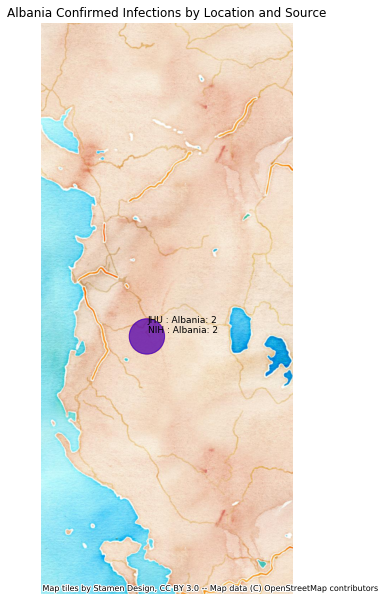 Albania Confirmed Infections by Location and Source
JHU : Albania: 2
NIH : Albania: 2
Map tiles by Stamen Design, CC BY 3.0 -- Map data (C) OpenStreetMap contributors